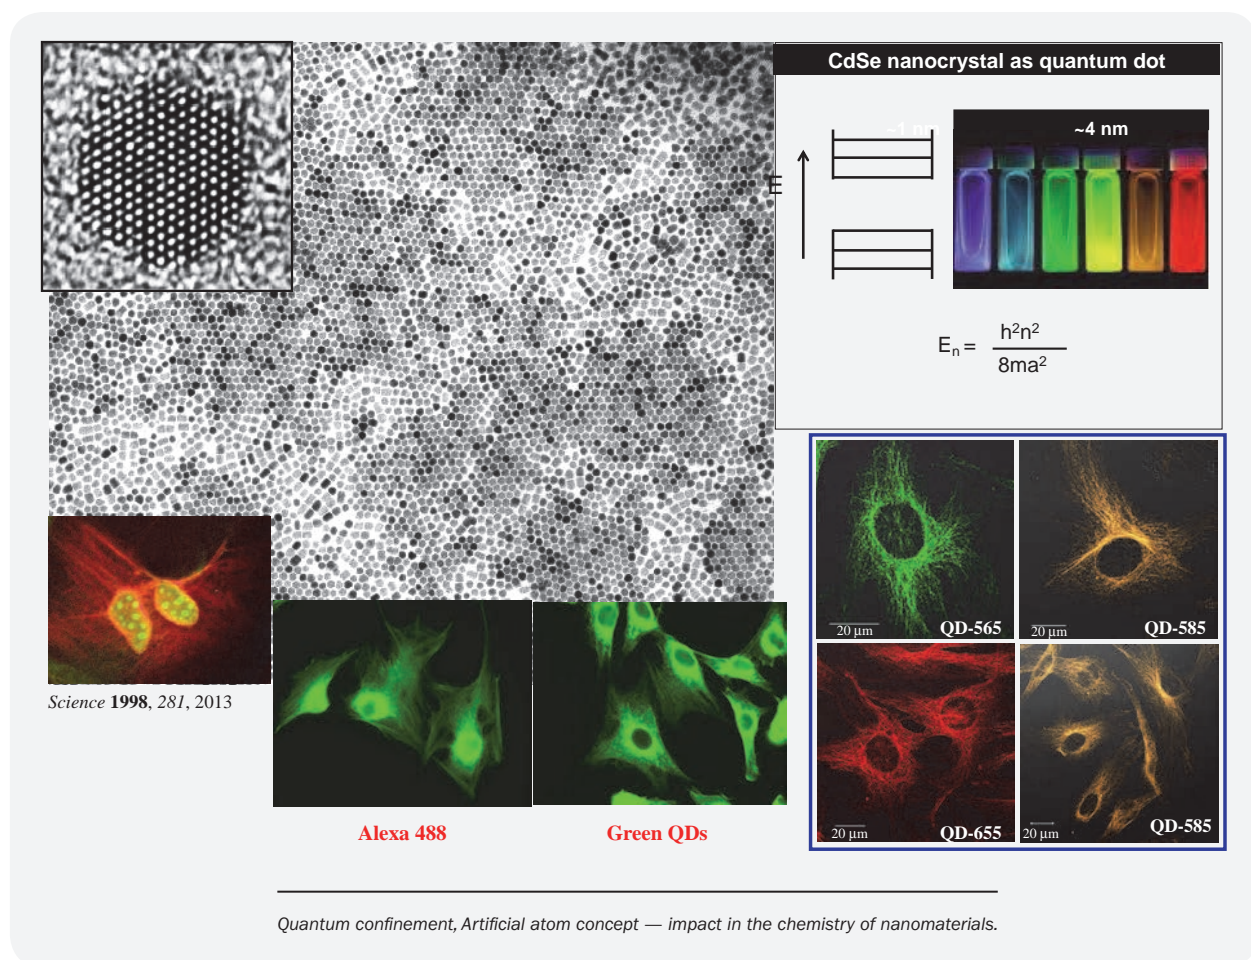 CdSe nanocrystal as quantum dot
~1 nm
~4 nm
E
Eₙ = h²n² / 8ma²
20 µm
QD-565
20 µm
QD-585
Science 1998, 281, 2013
20 µm
QD-655
20 µm
QD-585
Alexa 488
Green QDs
Quantum confinement, Artificial atom concept — impact in the chemistry of nanomaterials.